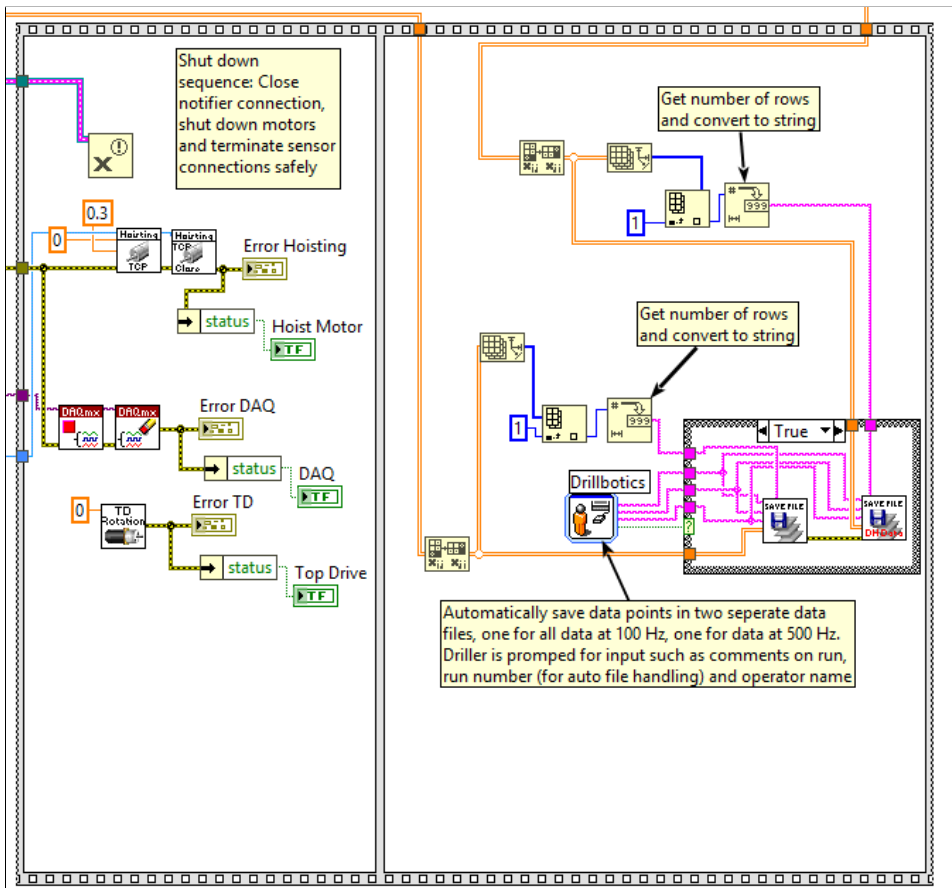 Shut down
sequence: Close
notifier connection,
shut down motors
and terminate sensor
connections safely
0.3
0
Hoisting
TCP
Hoisting
TCP
Close
Error Hoisting
status
Hoist Motor
TF
DAQmx
DAQmx
Error DAQ
status
DAQ
TF
0
TD
Rotation
Error TD
status
Top Drive
TF
Get number of rows
and convert to string
1
#
999
Get number of rows
and convert to string
1
#
999
True
Drillbotics
?
SAVE FILE
SAVE FILE
DH Data
Automatically save data points in two seperate data
files, one for all data at 100 Hz, one for data at 500 Hz.
Driller is promped for input such as comments on run,
run number (for auto file handling) and operator name